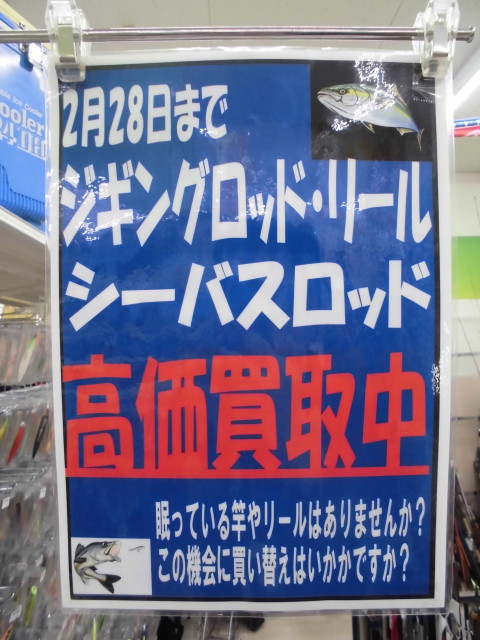 2月28日まで
ジギングロッド・リール
シーバスロッド
高価買取中
眠っている竿やリールはありませんか？
この機会に買い替えはいかがですか？